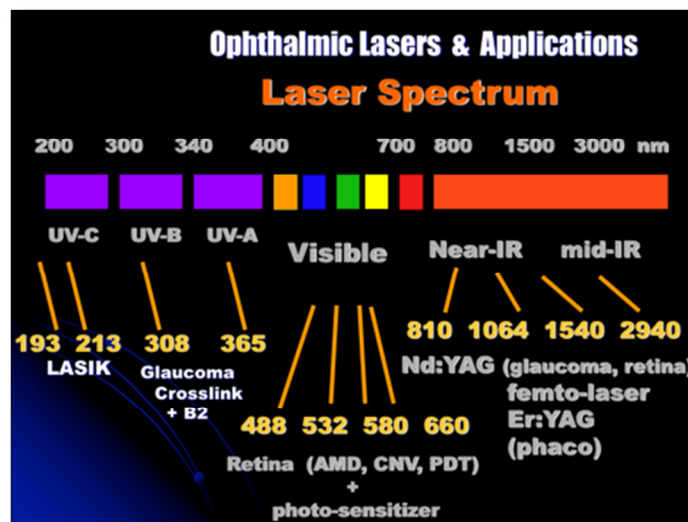 Ophthalmic Lasers & Applications
Laser Spectrum
200 300 340 400 700 800 1500 3000 nm
UV-C UV-B UV-A Visible Near-IR mid-IR
193 213 308 365 810 1064 1540 2940
LASIK Glaucoma Nd:YAG (glaucoma, retina)
Crosslink femto-laser
+ B2 Er:YAG
488 532 580 660 (phaco)
Retina (AMD, CNV, PDT)
+
photo-sensitizer